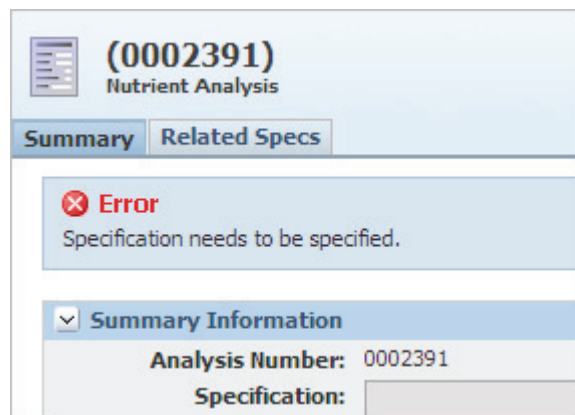 (0002391)
Nutrient Analysis
Summary Related Specs
Error
Specification needs to be specified.
Summary Information
Analysis Number: 0002391
Specification: